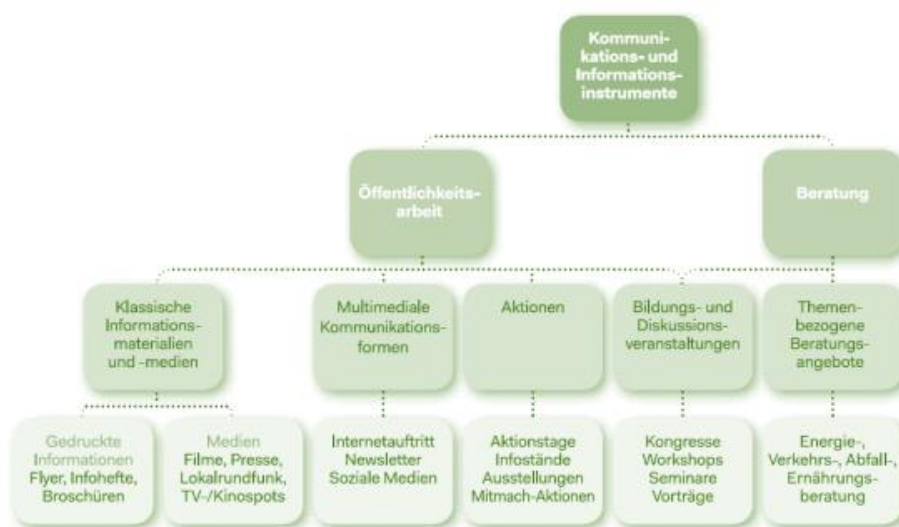 Kommuni-
kations- und
Informations-
instrumente
Öffentlichkeits-
arbeit
Beratung
Klassische
Informations-
materialien
und -medien
Multimediale
Kommunikations-
formen
Aktionen
Bildungs- und
Diskussions-
veranstaltungen
Themen-
bezogene
Beratungs-
angebote
Gedruckte
Informationen
Flyer, Infohefte,
Broschüren
Medien
Filme, Presse,
Lokalrundfunk,
TV-/Kinospots
Internetauftritt
Newsletter
Soziale Medien
Aktionstage
Infostände
Ausstellungen
Mitmach-Aktionen
Kongresse
Workshops
Seminare
Vorträge
Energie-,
Verkehrs-, Abfall-,
Ernährungs-
beratung